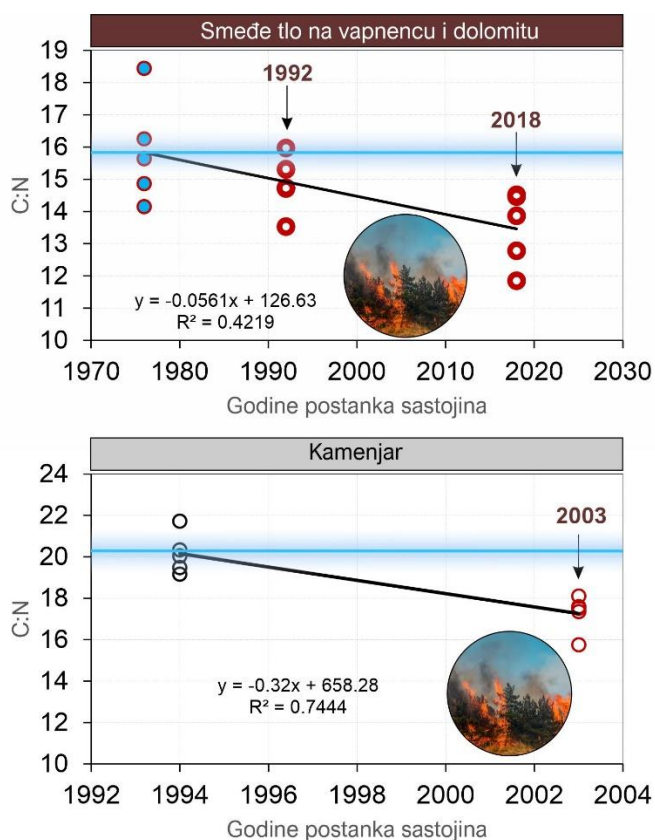 Smeđe tlo na vapnencu i dolomitu
19
18
17
16
15
14
13
12
11
10
C:N
1992
2018
y = -0.0561x + 126.63
R² = 0.4219
1970 1980 1990 2000 2010 2020 2030
Godine postanka sastojina
Kamenjar
24
22
20
18
16
14
12
10
C:N
2003
y = -0.32x + 658.28
R² = 0.7444
1992 1994 1996 1998 2000 2002 2004
Godine postanka sastojina